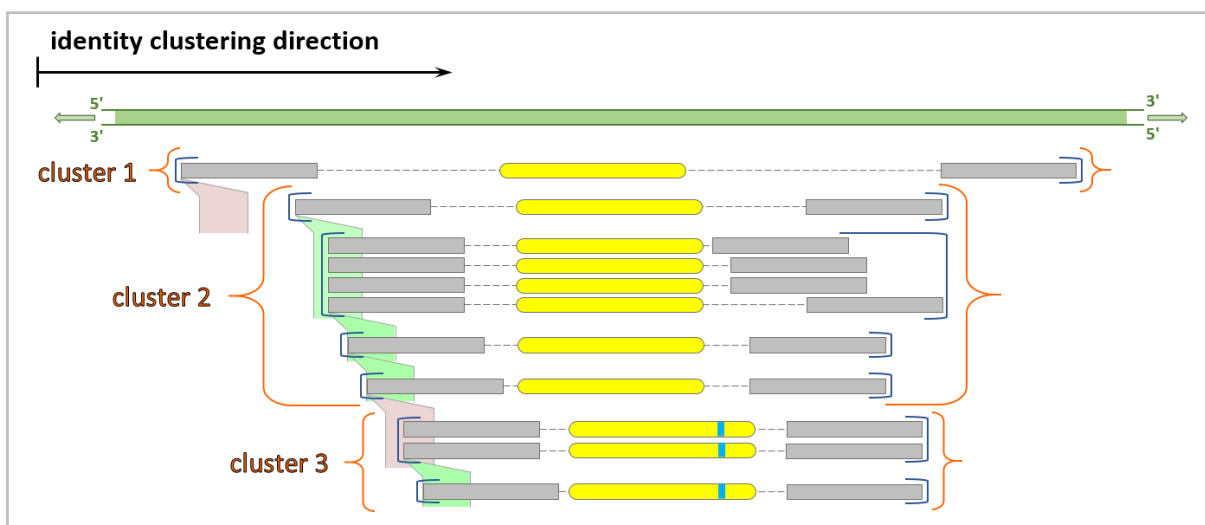 identity clustering direction
5' 3'
3' 5'
cluster 1
cluster 2
cluster 3